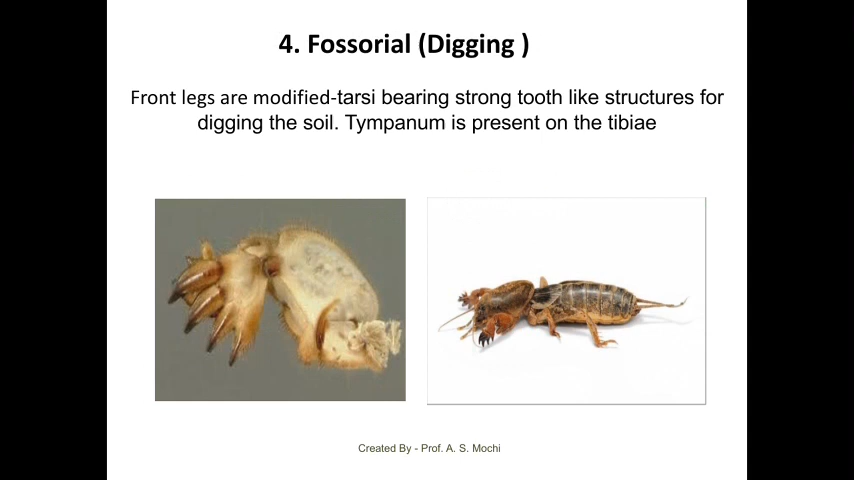 4. Fossorial (Digging )
Front legs are modified-tarsi bearing strong tooth like structures for
digging the soil. Tympanum is present on the tibiae
Created By - Prof. A. S. Mochi